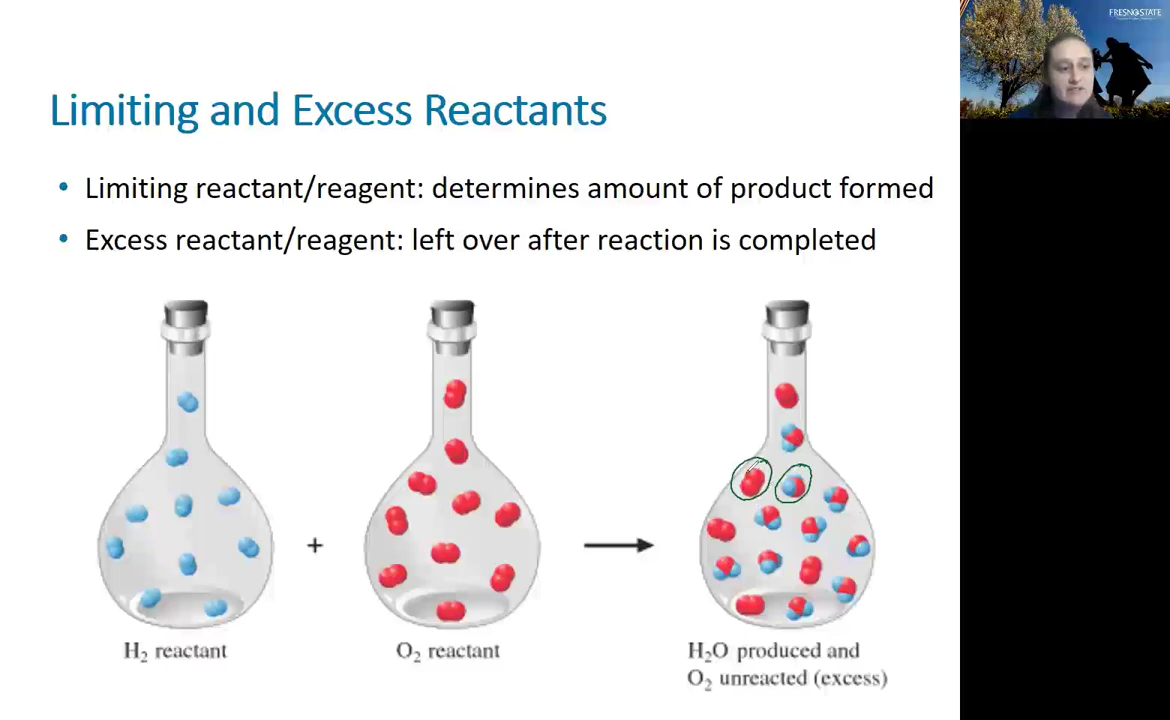 FRESNO STATE
Limiting and Excess Reactants
• Limiting reactant/reagent: determines amount of product formed
• Excess reactant/reagent: left over after reaction is completed
+
H₂ reactant
O₂ reactant
H₂O produced and
O₂ unreacted (excess)